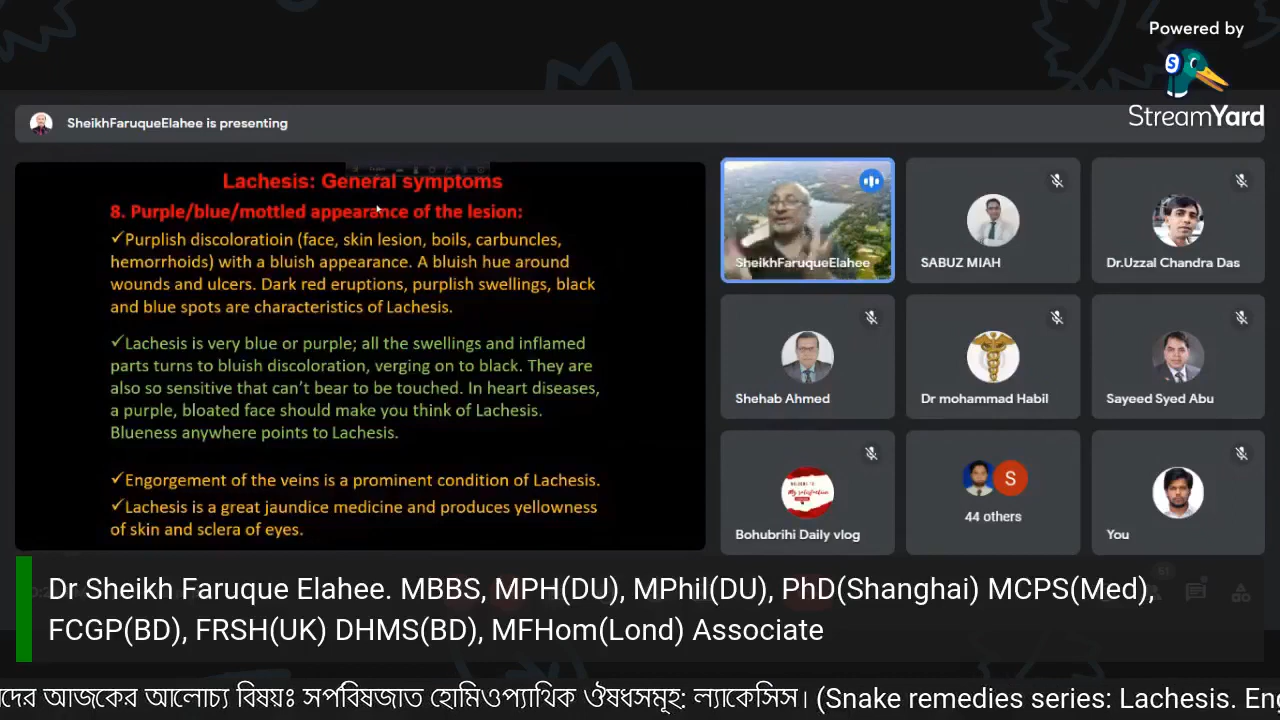 Powered by
StreamYard
SheikhFaruqueElahee is presenting
Lachesis: General symptoms
8. Purple/blue/mottled appearance of the lesion:
✓Purplish discoloratioin (face, skin lesion, boils, carbuncles,
hemorrhoids) with a bluish appearance. A bluish hue around
wounds and ulcers. Dark red eruptions, purplish swellings, black
and blue spots are characteristics of Lachesis.
✓Lachesis is very blue or purple; all the swellings and inflamed
parts turns to bluish discoloration, verging on to black. They are
also so sensitive that can't bear to be touched. In heart diseases,
a purple, bloated face should make you think of Lachesis.
Blueness anywhere points to Lachesis.
✓Engorgement of the veins is a prominent condition of Lachesis.
✓Lachesis is a great jaundice medicine and produces yellowness
of skin and sclera of eyes.
SheikhFaruqueElahee
SABUZ MIAH
Dr.Uzzal Chandra Das
Shehab Ahmed
Dr mohammad Habil
Sayeed Syed Abu
S
Bohubrihi Daily vlog
44 others
You
51
Dr Sheikh Faruque Elahee. MBBS, MPH(DU), MPhil(DU), PhD(Shanghai) MCPS(Med),
FCGP(BD), FRSH(UK) DHMS(BD), MFHom(Lond) Associate
দের আজকের আলোচ্য বিষয়ঃ সর্পবিষজাত হোমিওপ্যাথিক ঔষধসমূহ: ল্যাকেসিস। (Snake remedies series: Lachesis. Eng